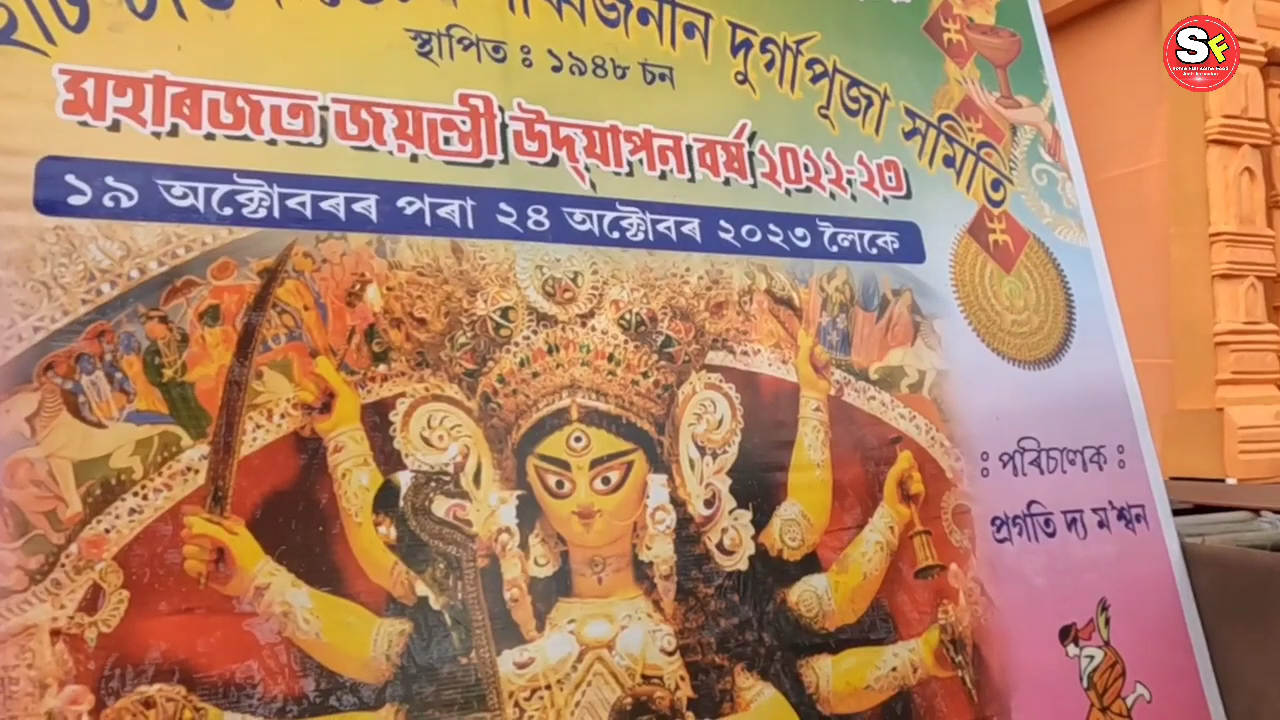 দুৰ্গাপূজা সমিতি
স্থাপিত ঃ ১৯৪৮ চন
মহাৰজত জয়ন্তী উদ্‌যাপন বৰ্ষ ২০২২-২৩
১৯ অক্টোবৰৰ পৰা ২৪ অক্টোবৰ ২০২৩ লৈকে
ঃ পৰিচালক ঃ
প্ৰগতি দ্য ম'শ্বন
SF